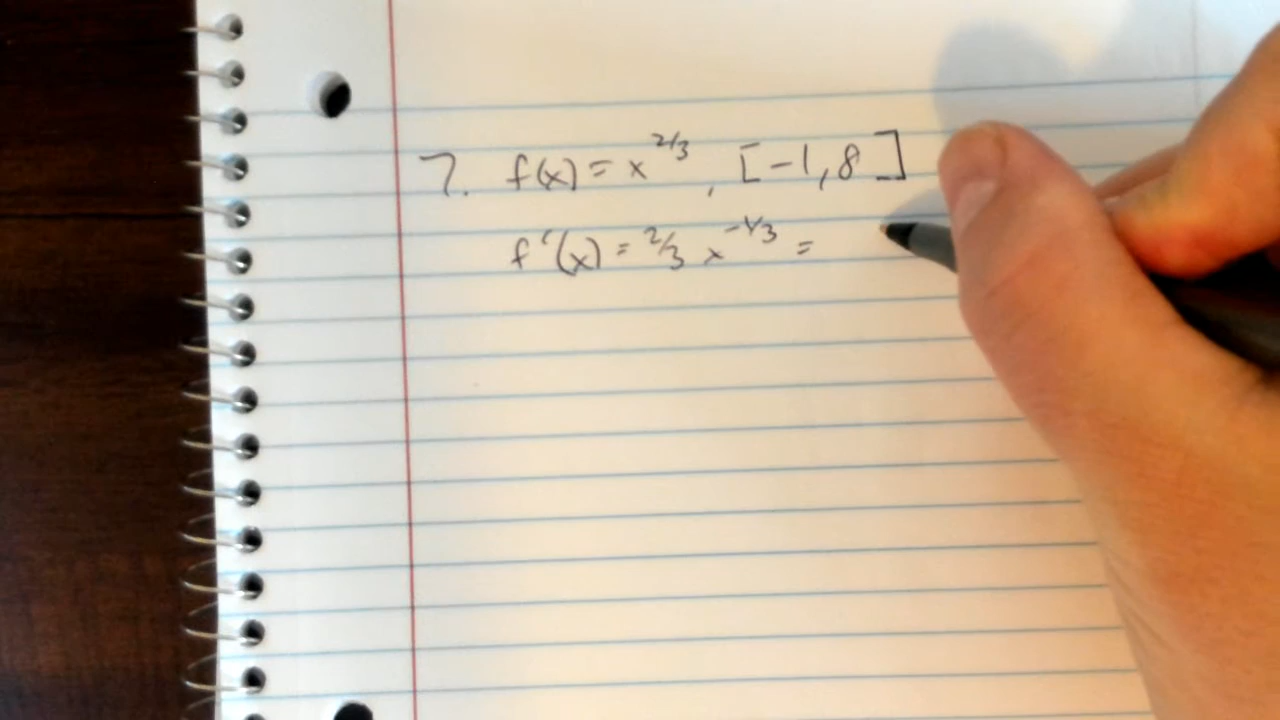 7. f(x) = x^{2/3}, [-1, 8]
f'(x) = 2/3 x^{-1/3} =